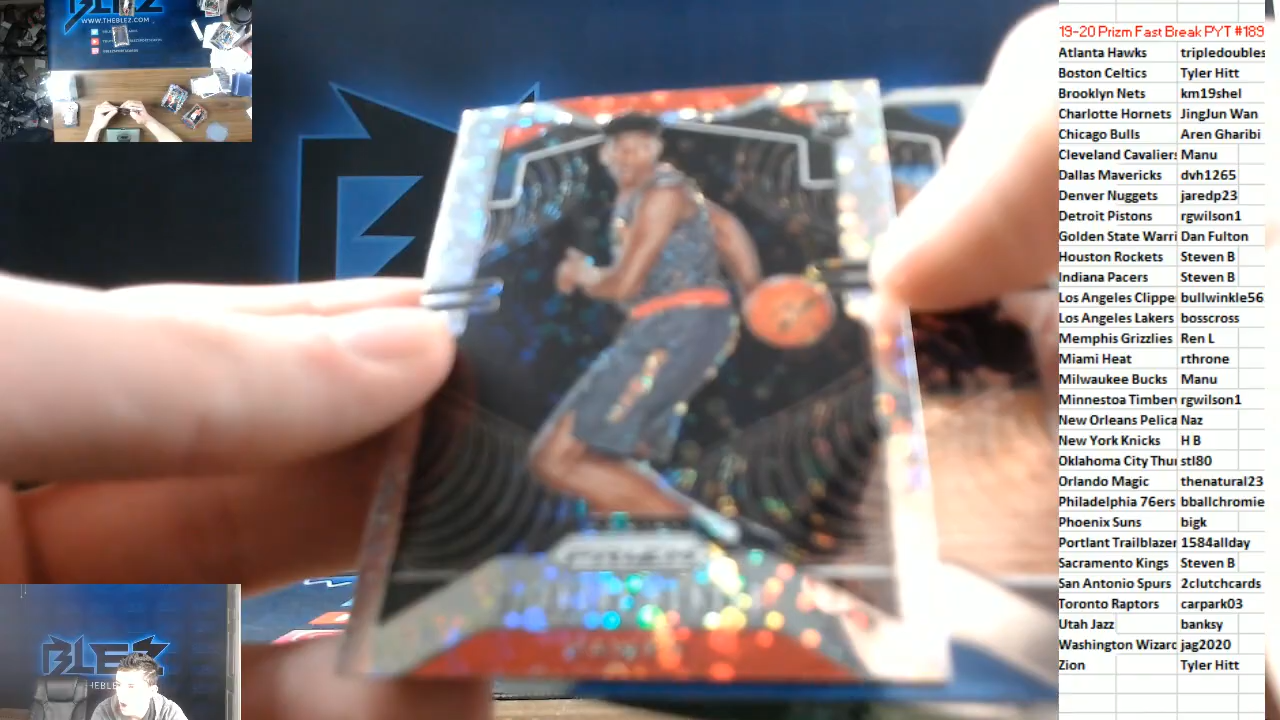 WWW.THEBLEZ.COM
BLEZ
PRIZM
19-20 Prizm Fast Break PYT #189
Atlanta Hawks tripledoubles
Boston Celtics Tyler Hitt
Brooklyn Nets km19shel
Charlotte Hornets JingJun Wan
Chicago Bulls Aren Gharibi
Cleveland Cavaliers Manu
Dallas Mavericks dvh1265
Denver Nuggets jaredp23
Detroit Pistons rgwilson1
Golden State Warri Dan Fulton
Houston Rockets Steven B
Indiana Pacers Steven B
Los Angeles Clippe bullwinkle56
Los Angeles Lakers bosscross
Memphis Grizzlies Ren L
Miami Heat rthrone
Milwaukee Bucks Manu
Minnestoa Timberv rgwilson1
New Orleans Pelica Naz
New York Knicks H B
Oklahoma City Thu stl80
Orlando Magic thenatural23
Philadelphia 76ers bballchromie
Phoenix Suns bigk
Portlant Trailblazer 1584allday
Sacramento Kings Steven B
San Antonio Spurs 2clutchcards
Toronto Raptors carpark03
Utah Jazz banksy
Washington Wizard jag2020
Zion Tyler Hitt